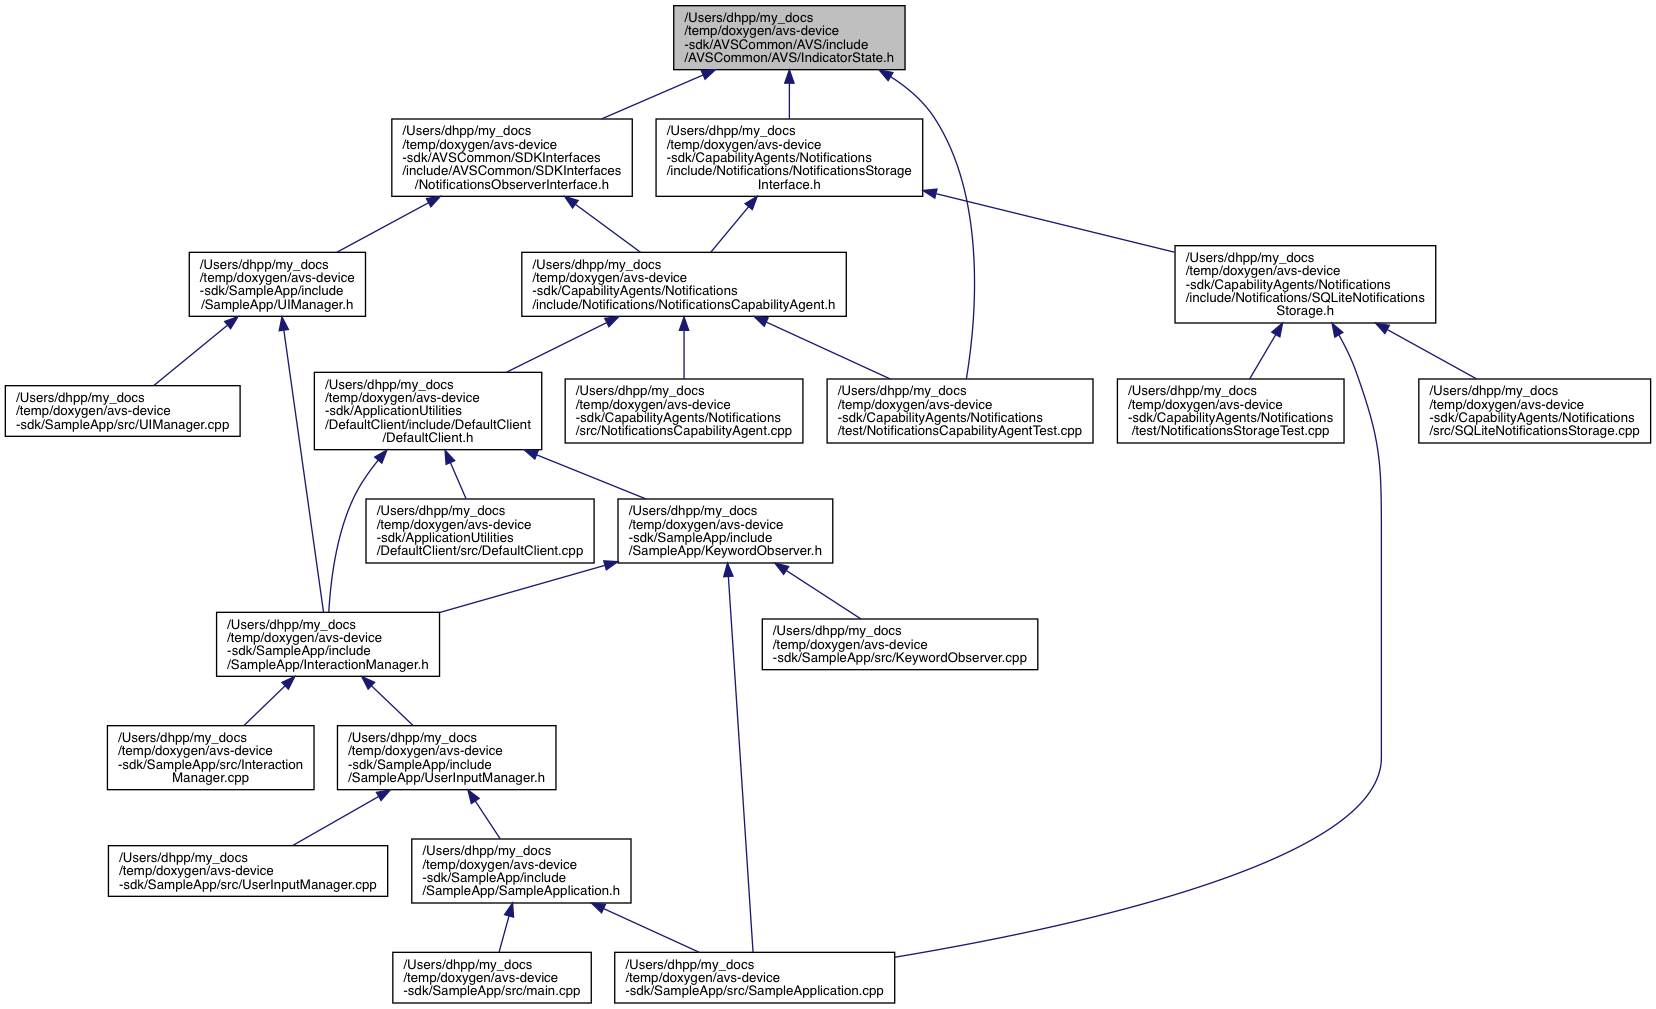 /Users/dhpp/my_docs
/temp/doxygen/avs-device
-sdk/AVSCommon/AVS/include
/AVSCommon/AVS/IndicatorState.h
/Users/dhpp/my_docs
/temp/doxygen/avs-device
-sdk/AVSCommon/SDKInterfaces
/include/AVSCommon/SDKInterfaces
/NotificationsObserverInterface.h
/Users/dhpp/my_docs
/temp/doxygen/avs-device
-sdk/CapabilityAgents/Notifications
/include/Notifications/NotificationsStorage
Interface.h
/Users/dhpp/my_docs
/temp/doxygen/avs-device
-sdk/SampleApp/include
/SampleApp/UIManager.h
/Users/dhpp/my_docs
/temp/doxygen/avs-device
-sdk/CapabilityAgents/Notifications
/include/Notifications/NotificationsCapabilityAgent.h
/Users/dhpp/my_docs
/temp/doxygen/avs-device
-sdk/CapabilityAgents/Notifications
/include/Notifications/SQLiteNotifications
Storage.h
/Users/dhpp/my_docs
/temp/doxygen/avs-device
-sdk/SampleApp/src/UIManager.cpp
/Users/dhpp/my_docs
/temp/doxygen/avs-device
-sdk/ApplicationUtilities
/DefaultClient/include/DefaultClient
/DefaultClient.h
/Users/dhpp/my_docs
/temp/doxygen/avs-device
-sdk/CapabilityAgents/Notifications
/src/NotificationsCapabilityAgent.cpp
/Users/dhpp/my_docs
/temp/doxygen/avs-device
-sdk/CapabilityAgents/Notifications
/test/NotificationsCapabilityAgentTest.cpp
/Users/dhpp/my_docs
/temp/doxygen/avs-device
-sdk/CapabilityAgents/Notifications
/test/NotificationsStorageTest.cpp
/Users/dhpp/my_docs
/temp/doxygen/avs-device
-sdk/CapabilityAgents/Notifications
/src/SQLiteNotificationsStorage.cpp
/Users/dhpp/my_docs
/temp/doxygen/avs-device
-sdk/ApplicationUtilities
/DefaultClient/src/DefaultClient.cpp
/Users/dhpp/my_docs
/temp/doxygen/avs-device
-sdk/SampleApp/include
/SampleApp/KeywordObserver.h
/Users/dhpp/my_docs
/temp/doxygen/avs-device
-sdk/SampleApp/include
/SampleApp/InteractionManager.h
/Users/dhpp/my_docs
/temp/doxygen/avs-device
-sdk/SampleApp/src/KeywordObserver.cpp
/Users/dhpp/my_docs
/temp/doxygen/avs-device
-sdk/SampleApp/src/Interaction
Manager.cpp
/Users/dhpp/my_docs
/temp/doxygen/avs-device
-sdk/SampleApp/include
/SampleApp/UserInputManager.h
/Users/dhpp/my_docs
/temp/doxygen/avs-device
-sdk/SampleApp/src/UserInputManager.cpp
/Users/dhpp/my_docs
/temp/doxygen/avs-device
-sdk/SampleApp/include
/SampleApp/SampleApplication.h
/Users/dhpp/my_docs
/temp/doxygen/avs-device
-sdk/SampleApp/src/main.cpp
/Users/dhpp/my_docs
/temp/doxygen/avs-device
-sdk/SampleApp/src/SampleApplication.cpp